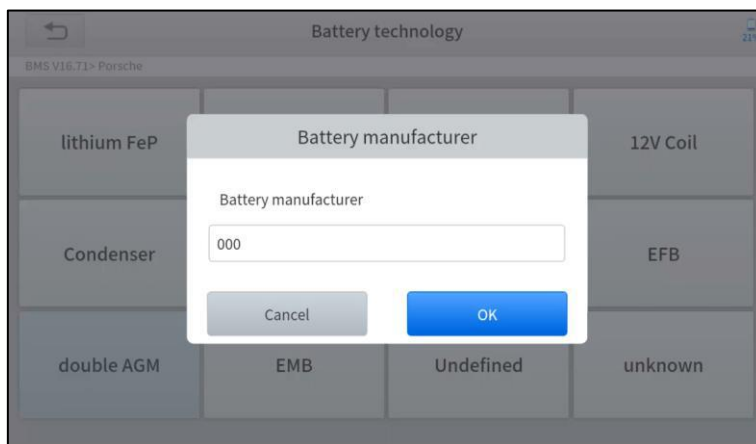 Battery technology
21%
BMS V16.71> Porsche
lithium FeP
12V Coil
Battery manufacturer
Battery manufacturer
000
Cancel
OK
Condenser
EFB
double AGM
EMB
Undefined
unknown